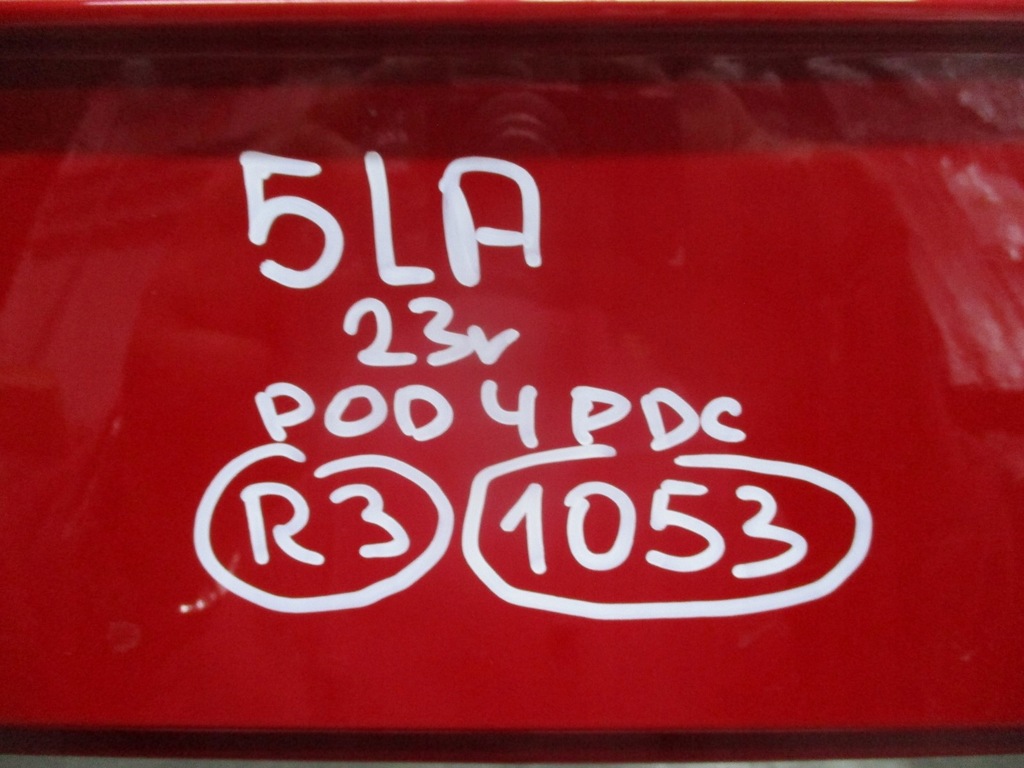 5LA
23r
POD 4 PDC
R3 1053